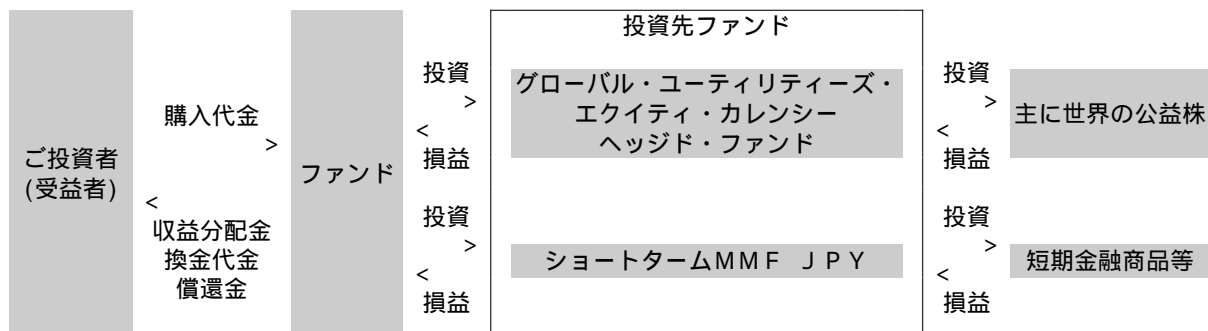 ご投資者
(受益者)
購入代金
>
<
収益分配金
換金代金
償還金
ファンド
投資
>
<
損益
投資
>
<
損益
投資先ファンド
グローバル・ユーティリティーズ・
エクイティ・カレンシー
ヘッジド・ファンド
ショートタームMMF JPY
投資
>
<
損益
投資
>
<
損益
主に世界の公益株
短期金融商品等